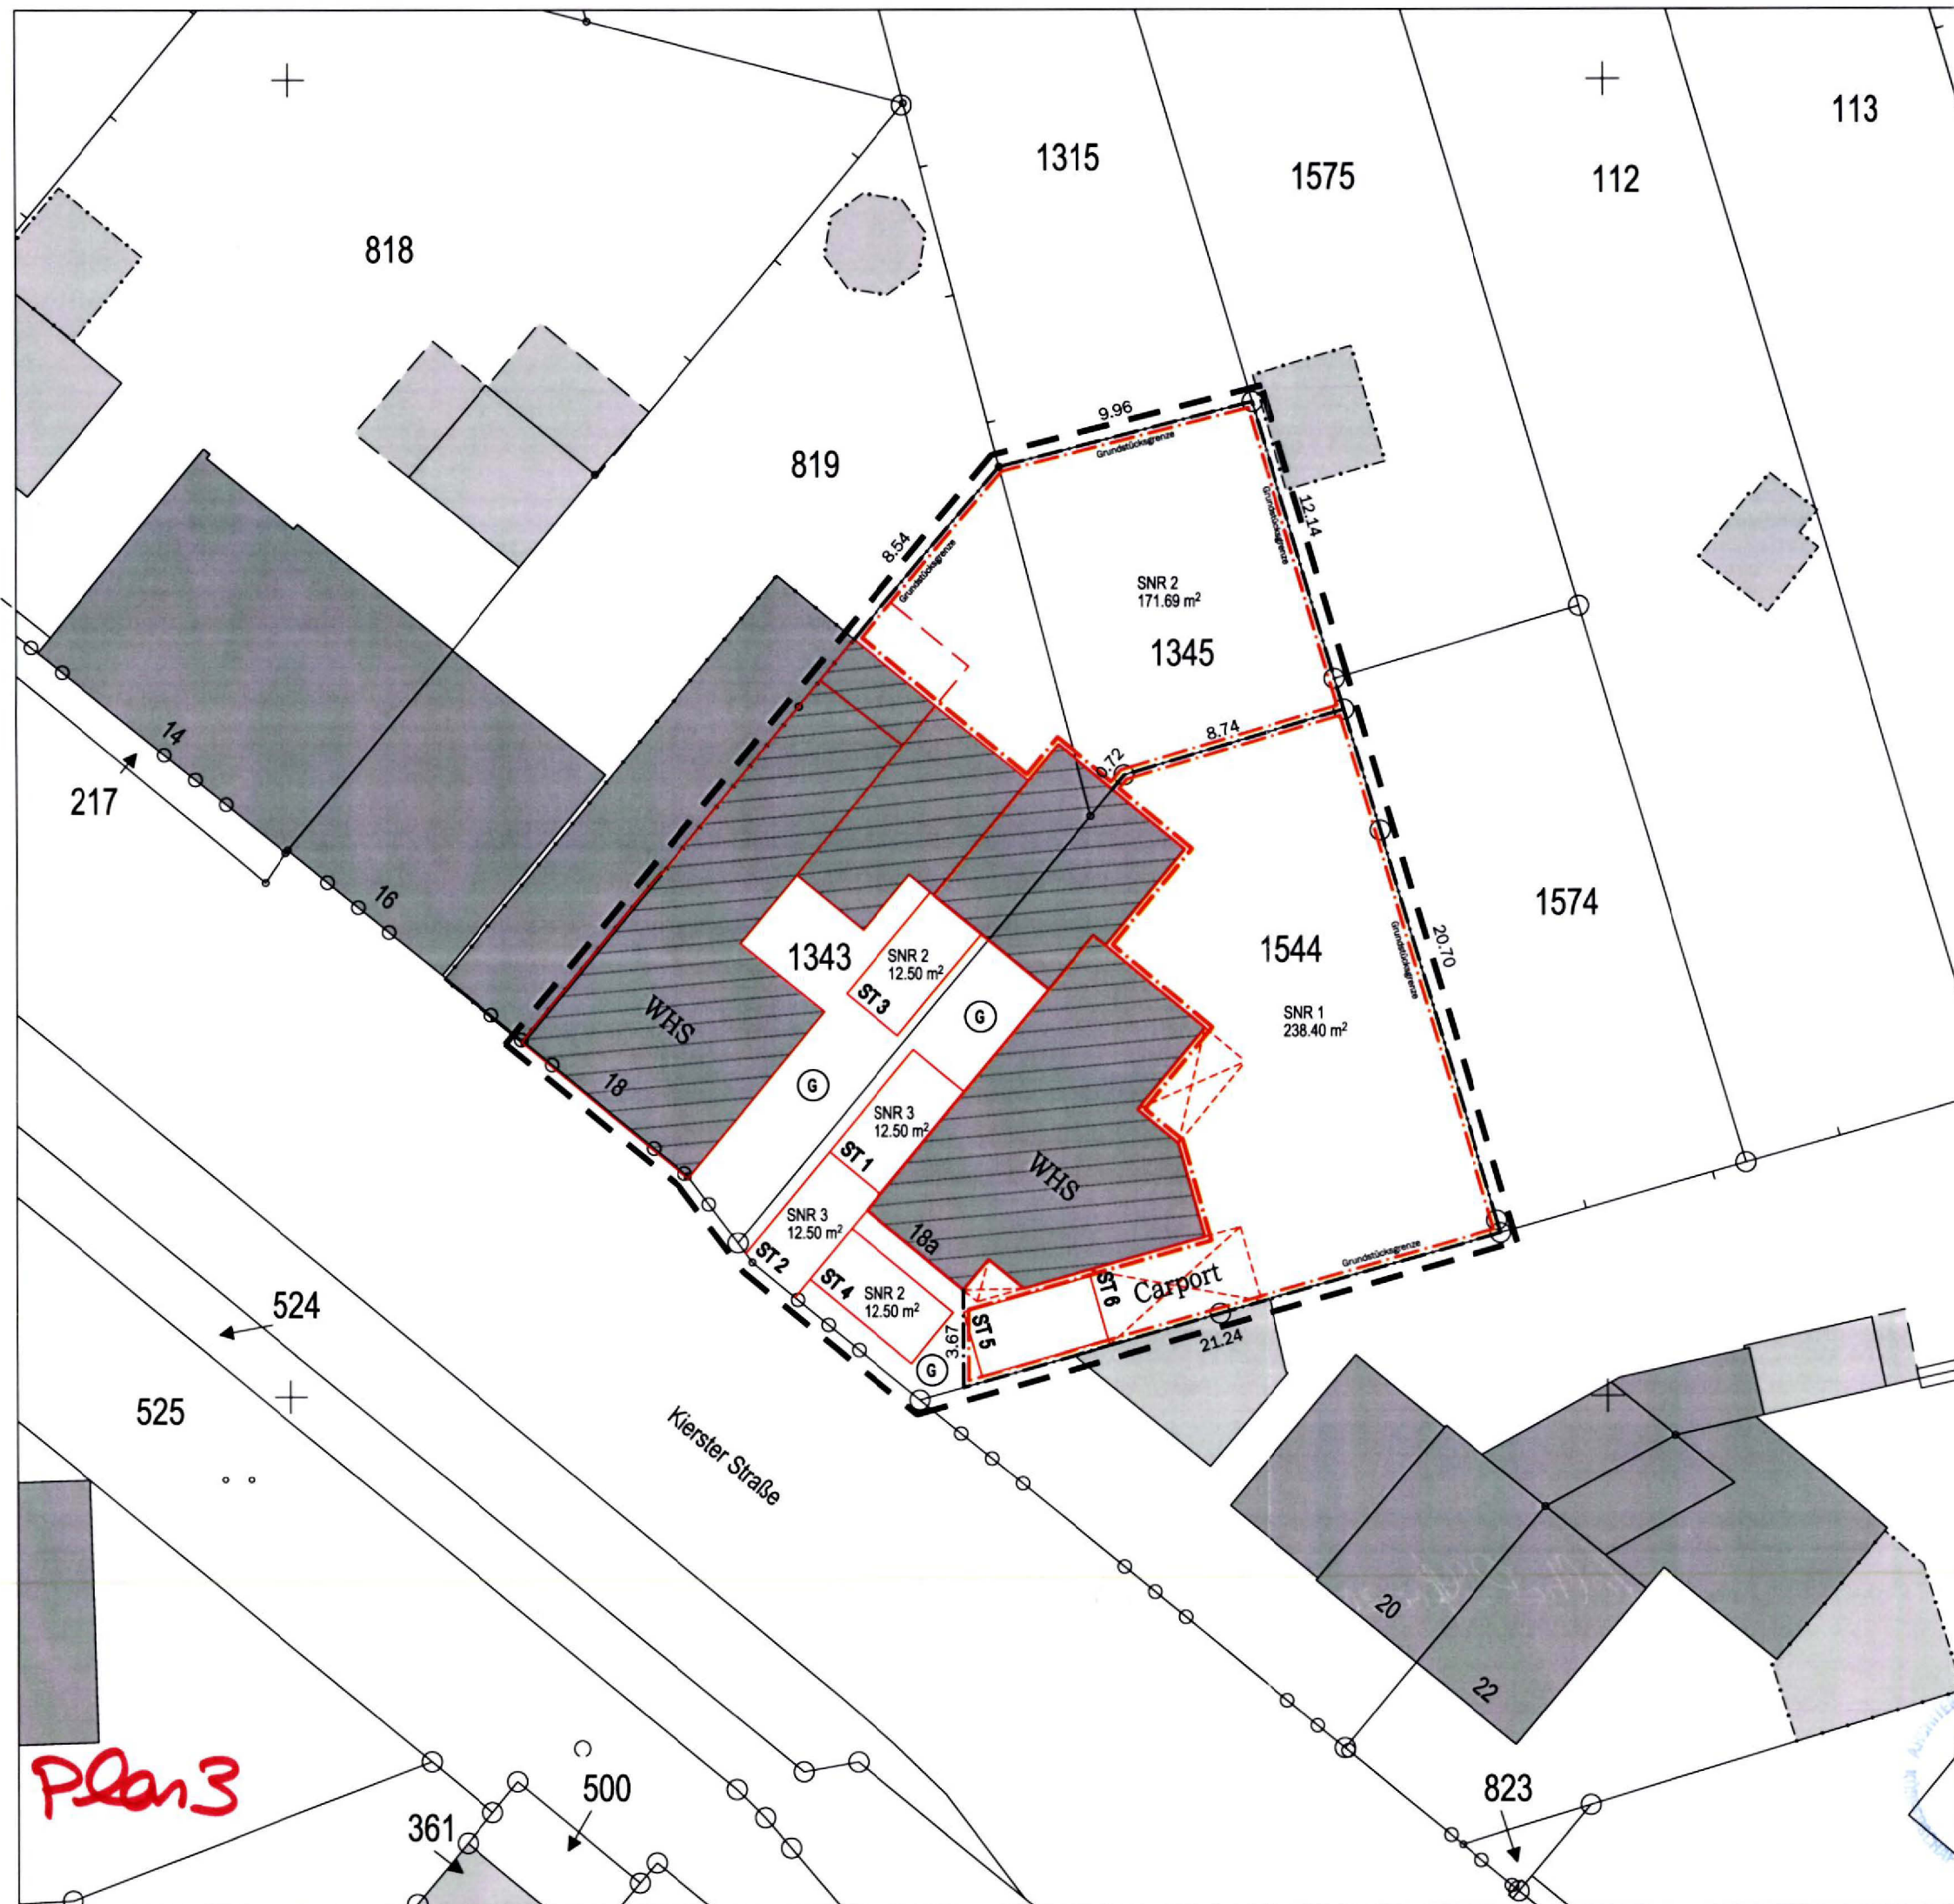 113
1315
1575
112
818
9.96
Grundstücksgrenze
819
12.14
Grundstücksgrenze
8.54
Grundstücksgrenze
SNR 2
171.69 m²
1345
14
8.74
0.72
217
16
1574
20.70
Grundstücksgrenze
1544
1343
SNR 2
12.50 m²
ST 3
WHS
G
SNR 1
238.40 m²
18
G
SNR 3
12.50 m²
ST 1
WHS
SNR 3
12.50 m²
18a
ST 2
Grundstücksgrenze
ST 4
SNR 2
12.50 m²
ST 6
Carport
524
ST 5
3.67
21.24
G
525
Kierster Straße
20
22
Plan 3
500
823
361